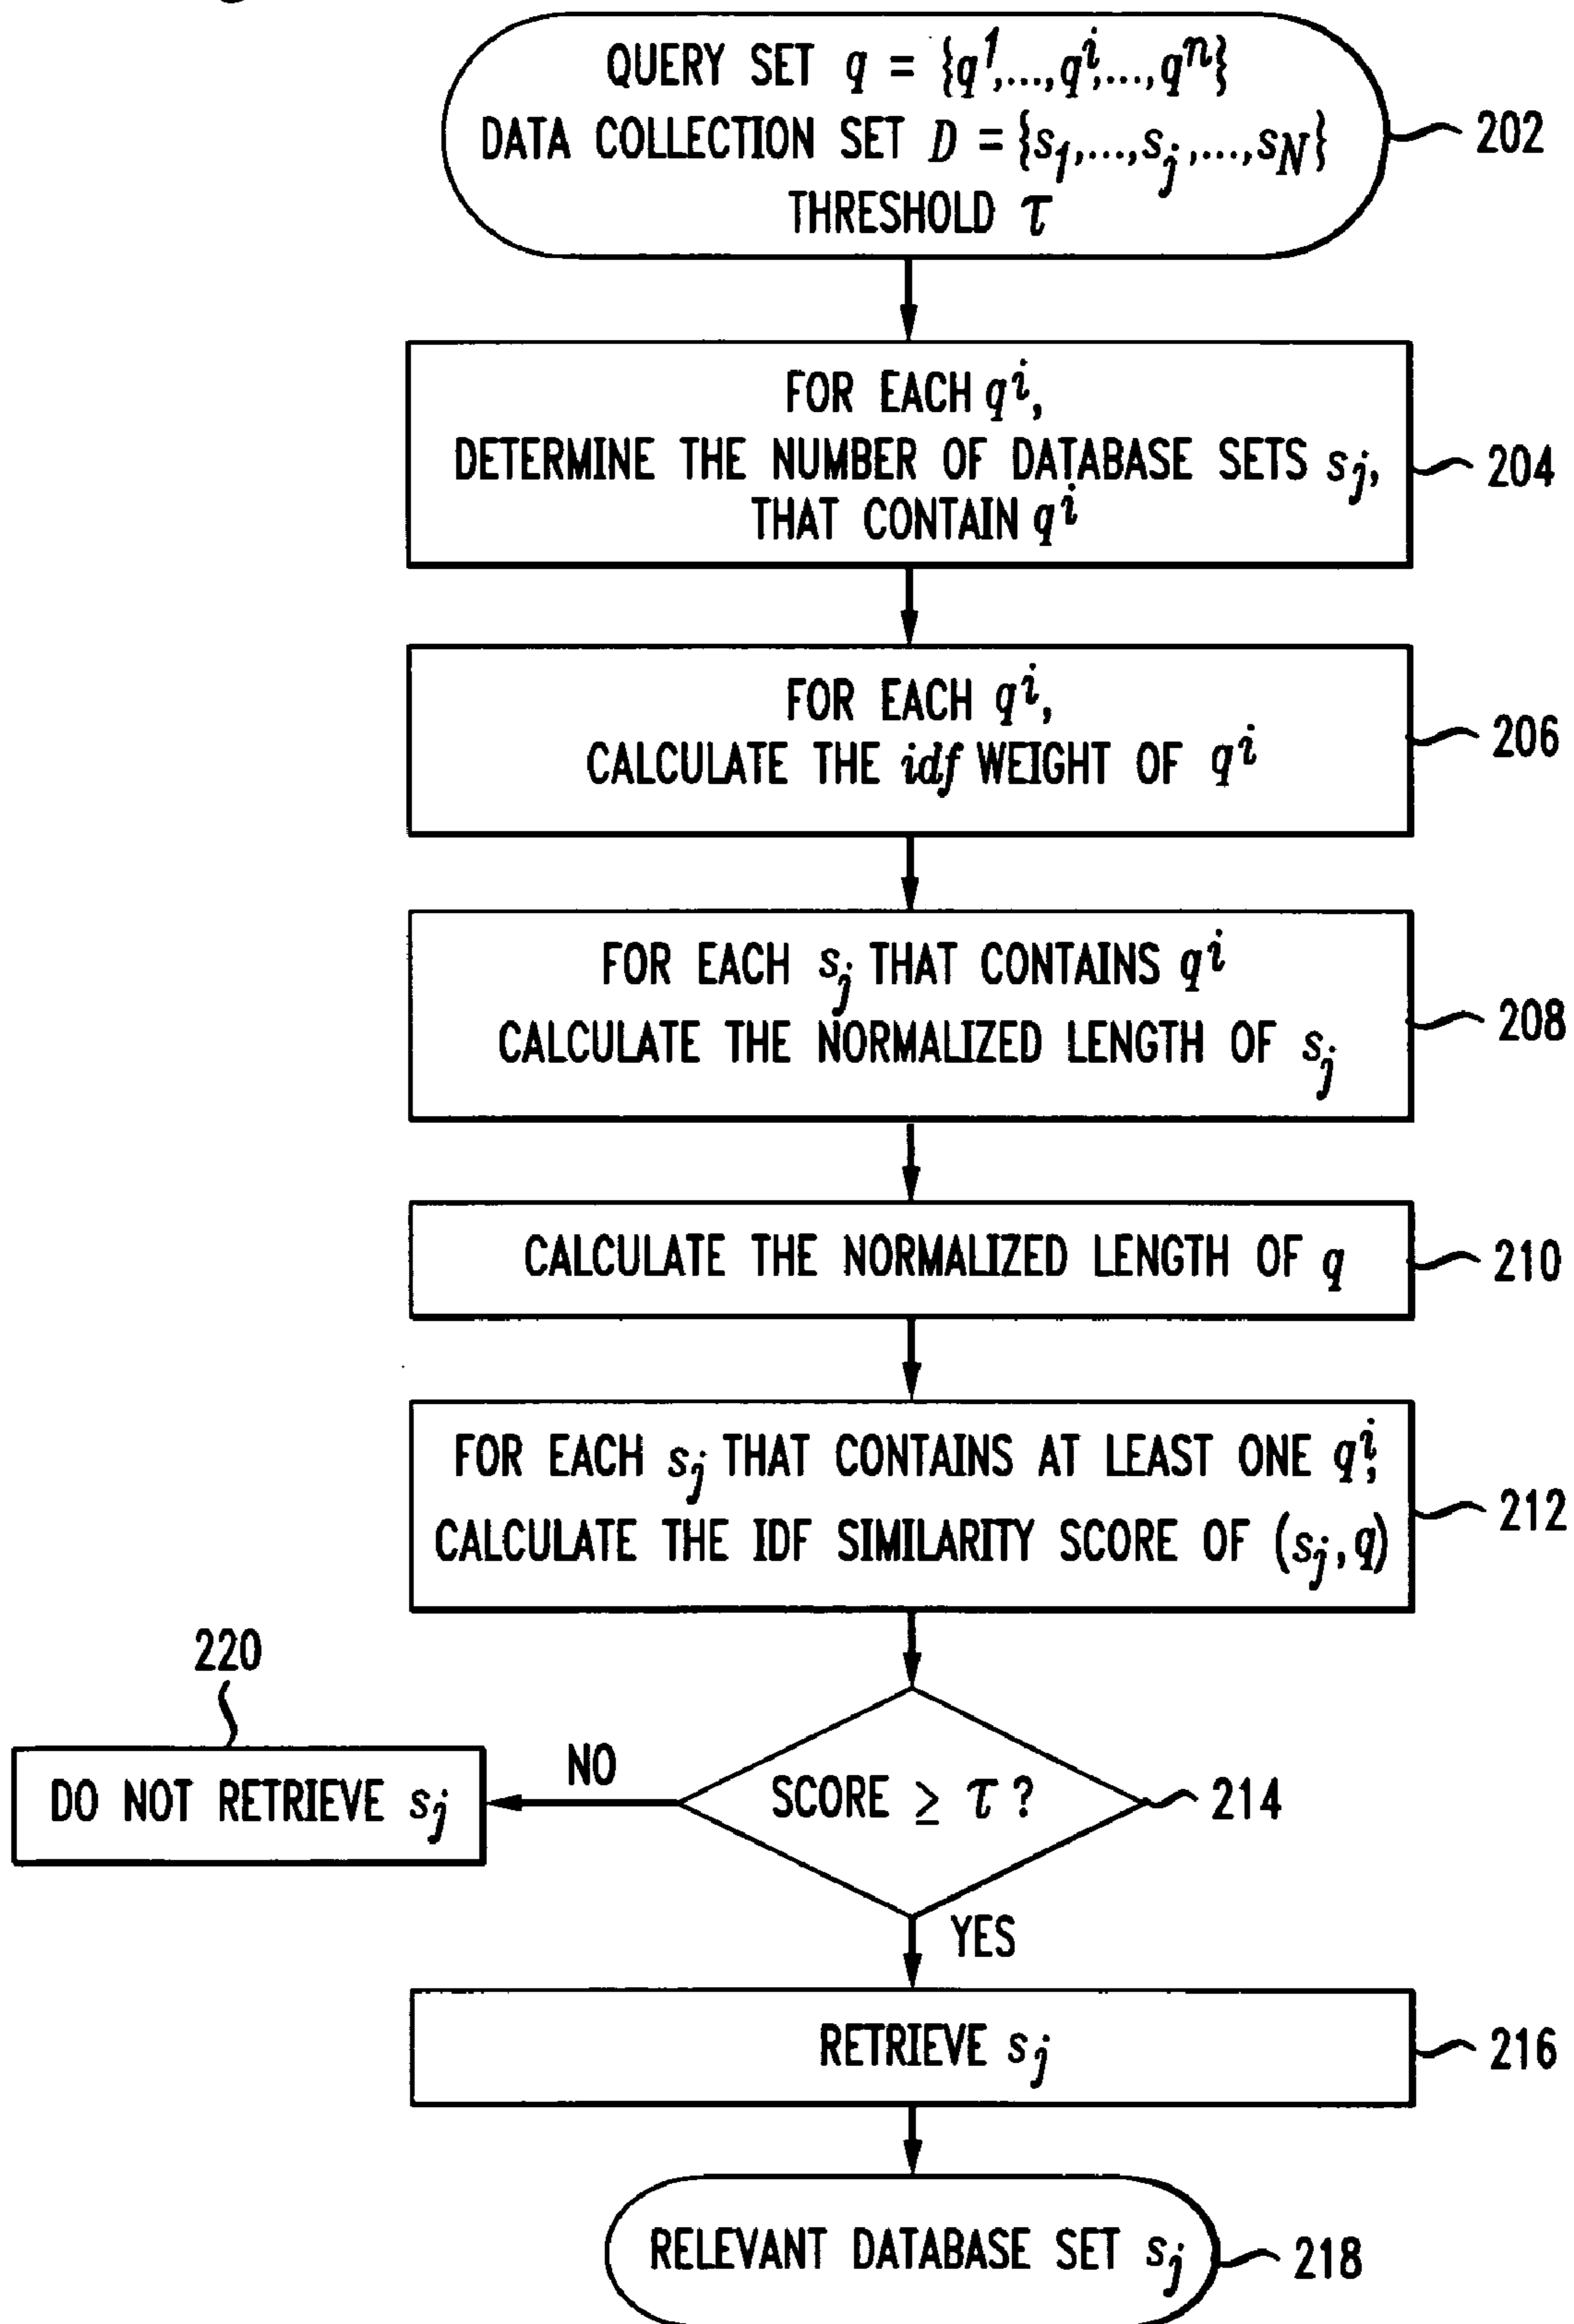 QUERY SET q = {q¹,...,qⁱ,...,qⁿ}
DATA COLLECTION SET D = {s₁,...,sⱼ,...,s_N}
THRESHOLD τ
202
FOR EACH qⁱ,
DETERMINE THE NUMBER OF DATABASE SETS sⱼ,
THAT CONTAIN qⁱ
204
FOR EACH qⁱ,
CALCULATE THE idf WEIGHT OF qⁱ
206
FOR EACH sⱼ THAT CONTAINS qⁱ
CALCULATE THE NORMALIZED LENGTH OF sⱼ
208
CALCULATE THE NORMALIZED LENGTH OF q
210
FOR EACH sⱼ THAT CONTAINS AT LEAST ONE qⁱ,
CALCULATE THE IDF SIMILARITY SCORE OF (sⱼ,q)
212
220
DO NOT RETRIEVE sⱼ
NO
SCORE ≥ τ ?
214
YES
RETRIEVE sⱼ
216
RELEVANT DATABASE SET sⱼ
218